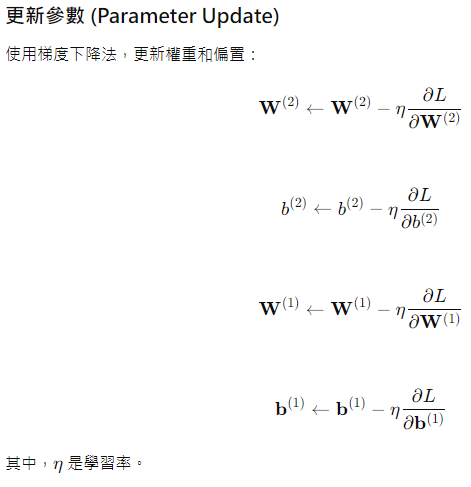 更新參數 (Parameter Update)
使用梯度下降法，更新權重和偏置：
$\mathbf{W}^{(2)} \leftarrow \mathbf{W}^{(2)} - \eta \frac{\partial L}{\partial \mathbf{W}^{(2)}}$
$b^{(2)} \leftarrow b^{(2)} - \eta \frac{\partial L}{\partial b^{(2)}}$
$\mathbf{W}^{(1)} \leftarrow \mathbf{W}^{(1)} - \eta \frac{\partial L}{\partial \mathbf{W}^{(1)}}$
$\mathbf{b}^{(1)} \leftarrow \mathbf{b}^{(1)} - \eta \frac{\partial L}{\partial \mathbf{b}^{(1)}}$
其中，$\eta$ 是學習率。